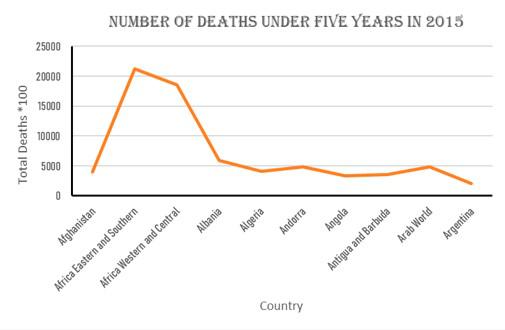 NUMBER OF DEATHS UNDER FIVE YEARS IN 2015
Total Deaths *100
25000
20000
15000
10000
5000
0
Afghanistan
Africa Eastern and Southern
Africa Western and Central
Albania
Algeria
Andorra
Angola
Antigua and Barbuda
Arab World
Argentina
Country